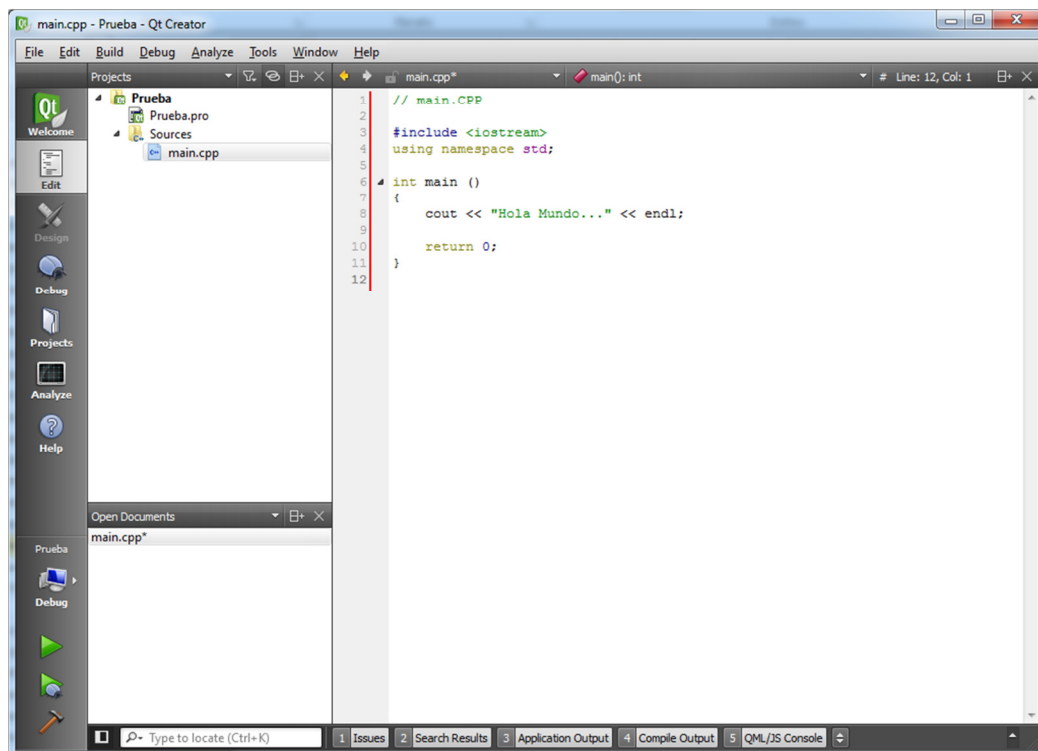 main.cpp - Prueba - Qt Creator
File Edit Build Debug Analyze Tools Window Help
Projects
main.cpp*
main(): int
# Line: 12, Col: 1
Qt
Welcome
Edit
Design
Debug
Projects
Analyze
Help
Prueba
Debug
Prueba
Prueba.pro
Sources
main.cpp
Open Documents
main.cpp*
1 // main.CPP
2
3 #include <iostream>
4 using namespace std;
5
6 int main ()
7 {
8 cout << "Hola Mundo..." << endl;
9
10 return 0;
11 }
12
Type to locate (Ctrl+K)
1 Issues 2 Search Results 3 Application Output 4 Compile Output 5 QML/JS Console